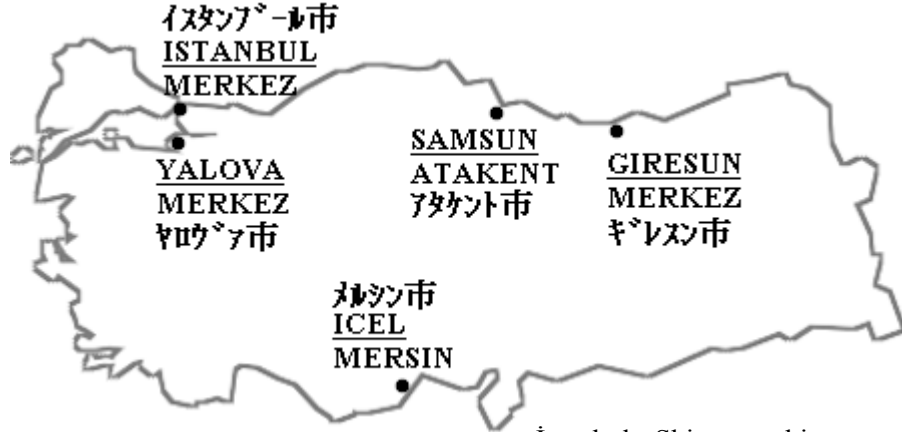 イスタンブール市
ISTANBUL
MERKEZ
YALOVA
MERKEZ
ヤロヴァ市
SAMSUN
ATAKENT
アタケント市
GIRESUN
MERKEZ
ギレスン市
メルシン市
ICEL
MERSIN